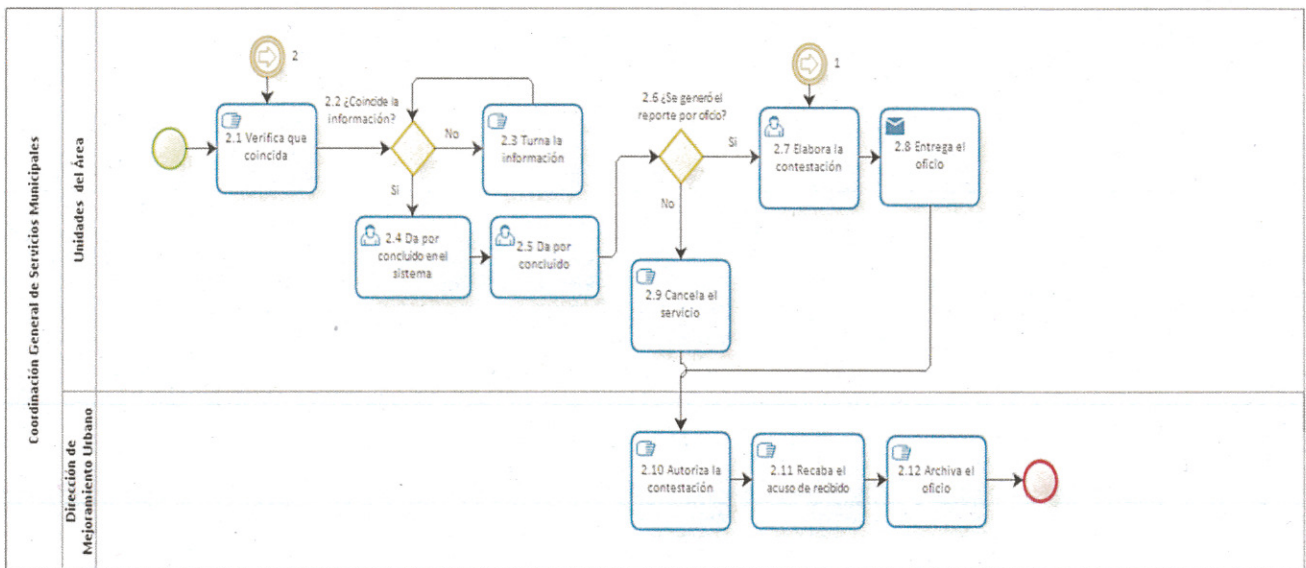 Coordinación General de Servicios Municipales
Unidades del Área
2
2.1 Verifica que
coincida
2.2 ¿Coincide la
información?
No
2.3 Turna la
información
Si
2.4 Da por
concluido en el
sistema
2.5 Da por
concluido
2.6 ¿Se generó el
reporte por oficio?
Si
No
1
2.7 Elabora la
contestación
2.8 Entrega el
oficio
2.9 Cancela el
servicio
Dirección de
Mejoramiento Urbano
2.10 Autoriza la
contestación
2.11 Recaba el
acuso de recibido
2.12 Archiva el
oficio